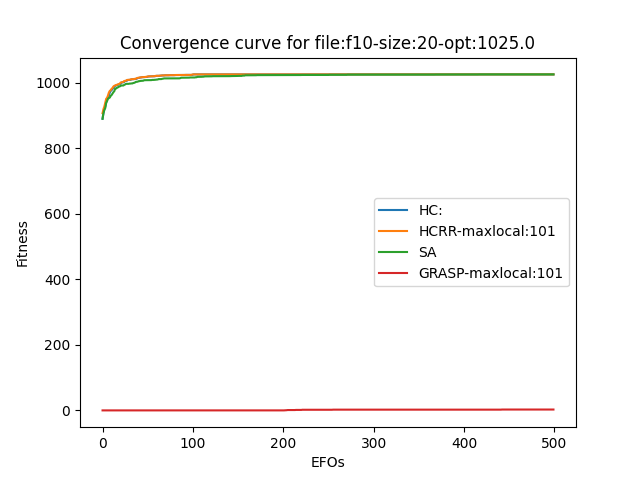 Convergence curve for file:f10-size:20-opt:1025.0
Fitness
1000
800
600
400
200
0
HC:
HCRR-maxlocal:101
SA
GRASP-maxlocal:101
0 100 200 300 400 500
EFOs